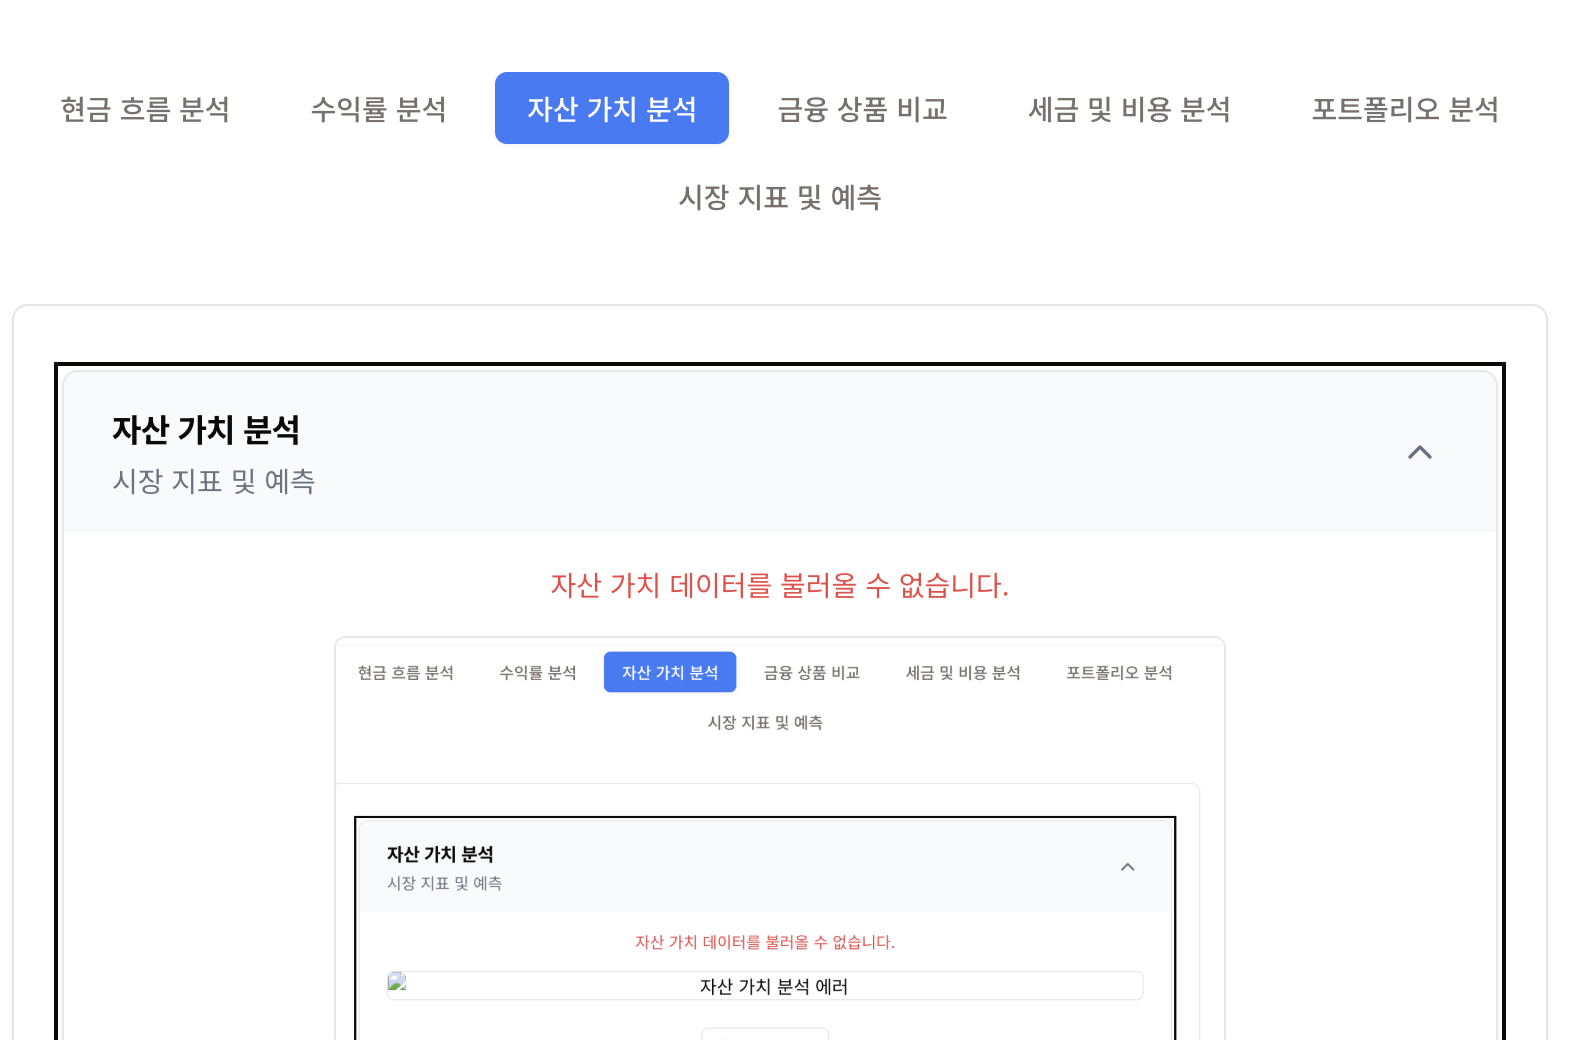 현금 흐름 분석 수익률 분석 자산 가치 분석 금융 상품 비교 세금 및 비용 분석 포트폴리오 분석
시장 지표 및 예측
자산 가치 분석
시장 지표 및 예측
자산 가치 데이터를 불러올 수 없습니다.
현금 흐름 분석 수익률 분석 자산 가치 분석 금융 상품 비교 세금 및 비용 분석 포트폴리오 분석
시장 지표 및 예측
자산 가치 분석
시장 지표 및 예측
자산 가치 데이터를 불러올 수 없습니다.
자산 가치 분석 에러